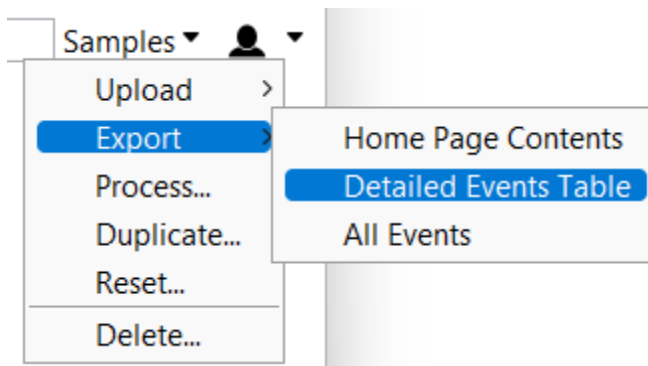 Samples
Upload
Export
Process...
Duplicate...
Reset...
Delete...
Home Page Contents
Detailed Events Table
All Events